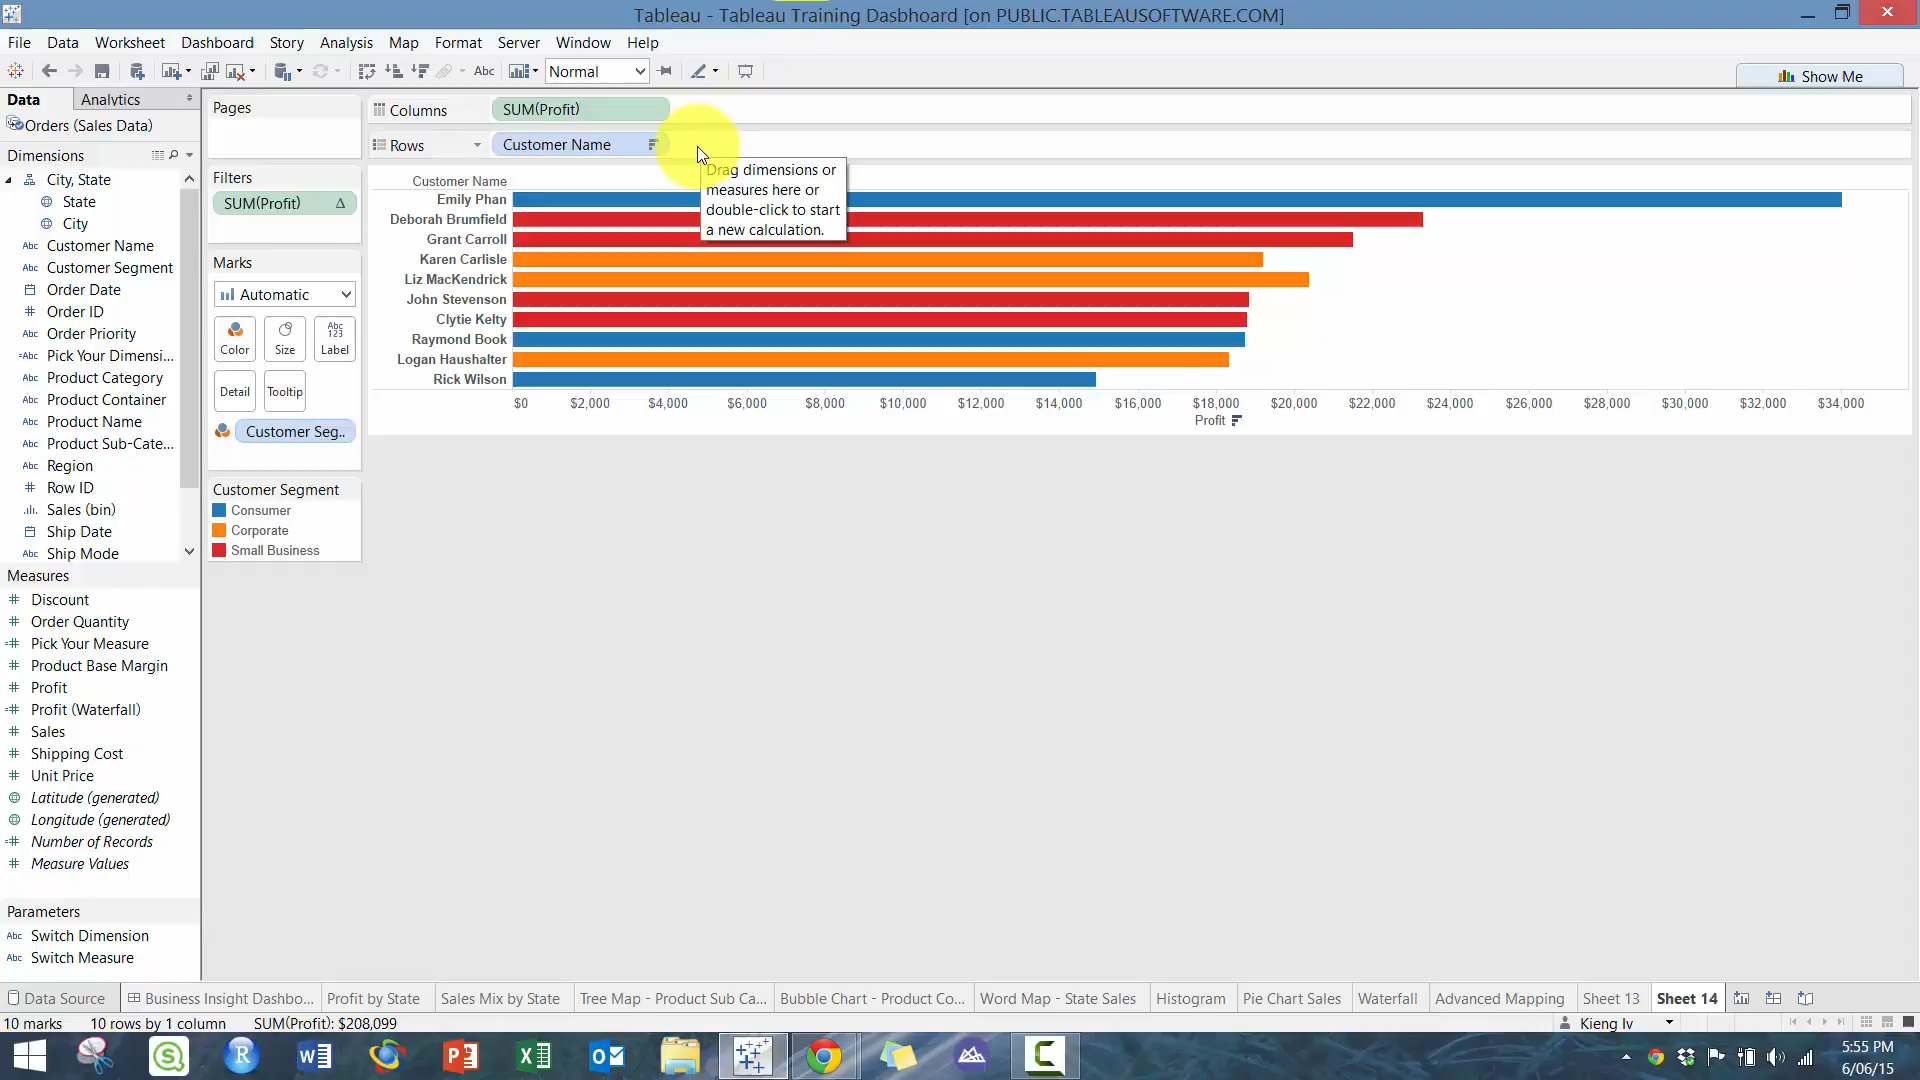 Tableau - Tableau Training Dasbhoard [on PUBLIC.TABLEAUSOFTWARE.COM]
File Data Worksheet Dashboard Story Analysis Map Format Server Window Help
Abc Normal
Show Me
Data Analytics
Orders (Sales Data)
Dimensions
City, State
State
City
Abc Customer Name
Abc Customer Segment
Order Date
# Order ID
Abc Order Priority
=Abc Pick Your Dimensi...
Abc Product Category
Abc Product Container
Abc Product Name
Abc Product Sub-Cate...
Abc Region
# Row ID
Sales (bin)
Ship Date
Abc Ship Mode
Measures
# Discount
# Order Quantity
=# Pick Your Measure
# Product Base Margin
# Profit
=# Profit (Waterfall)
# Sales
# Shipping Cost
# Unit Price
Latitude (generated)
Longitude (generated)
=# Number of Records
# Measure Values
Parameters
Abc Switch Dimension
Abc Switch Measure
Pages
Filters
SUM(Profit) Δ
Marks
Automatic
Color Size Abc 123 Label
Detail Tooltip
Customer Seg..
Customer Segment
Consumer
Corporate
Small Business
Columns SUM(Profit)
Rows Customer Name
Drag dimensions or
measures here or
double-click to start
a new calculation.
Customer Name
Emily Phan
Deborah Brumfield
Grant Carroll
Karen Carlisle
Liz MacKendrick
John Stevenson
Clytie Kelty
Raymond Book
Logan Haushalter
Rick Wilson
$0 $2,000 $4,000 $6,000 $8,000 $10,000 $12,000 $14,000 $16,000 $18,000 $20,000 $22,000 $24,000 $26,000 $28,000 $30,000 $32,000 $34,000
Profit
Data Source Business Insight Dashbo... Profit by State Sales Mix by State Tree Map - Product Sub Ca... Bubble Chart - Product Co... Word Map - State Sales Histogram Pie Chart Sales Waterfall Advanced Mapping Sheet 13 Sheet 14
10 marks 10 rows by 1 column SUM(Profit): $208,099 Kieng Iv
5:55 PM
6/06/15